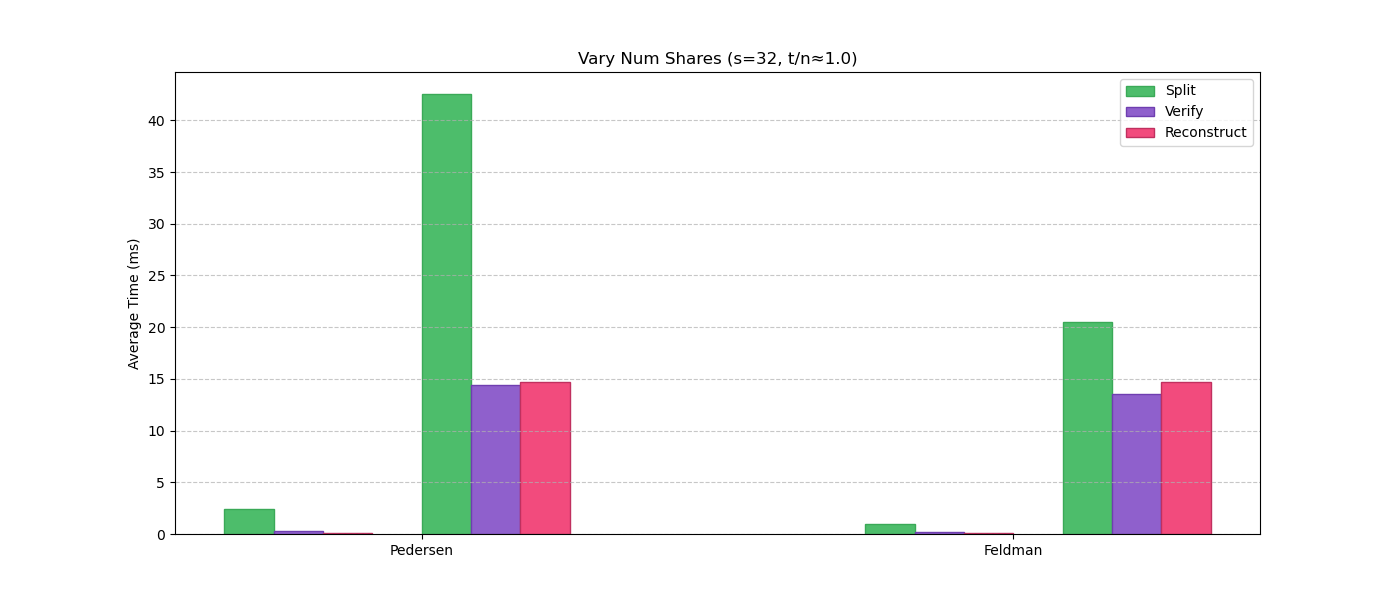 Vary Num Shares (s=32, t/n≈1.0)
Split
Verify
Reconstruct
Average Time (ms)
40
35
30
25
20
15
10
5
0
Pedersen
Feldman